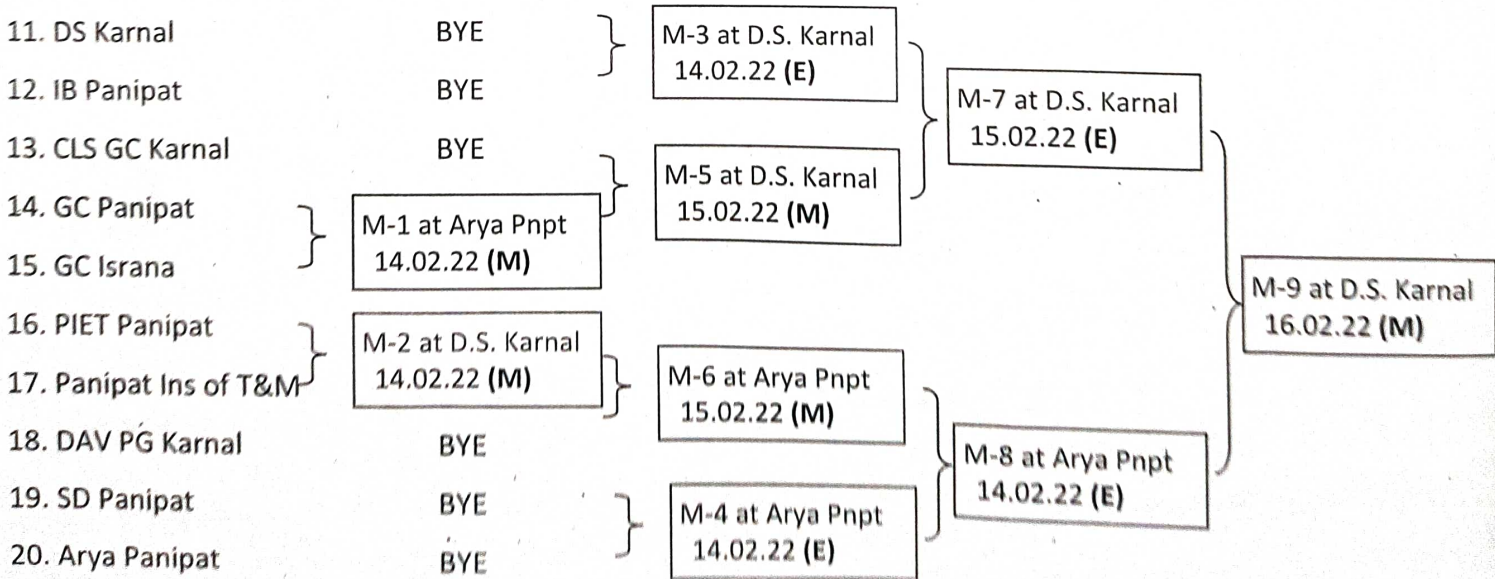 11. DS Karnal BYE
12. IB Panipat BYE
13. CLS GC Karnal BYE
14. GC Panipat
15. GC Israna
16. PIET Panipat
17. Panipat Ins of T&M
18. DAV PG Karnal BYE
19. SD Panipat BYE
20. Arya Panipat BYE
M-1 at Arya Pnpt
14.02.22 (M)
M-2 at D.S. Karnal
14.02.22 (M)
M-3 at D.S. Karnal
14.02.22 (E)
M-5 at D.S. Karnal
15.02.22 (M)
M-6 at Arya Pnpt
15.02.22 (M)
M-4 at Arya Pnpt
14.02.22 (E)
M-7 at D.S. Karnal
15.02.22 (E)
M-8 at Arya Pnpt
14.02.22 (E)
M-9 at D.S. Karnal
16.02.22 (M)